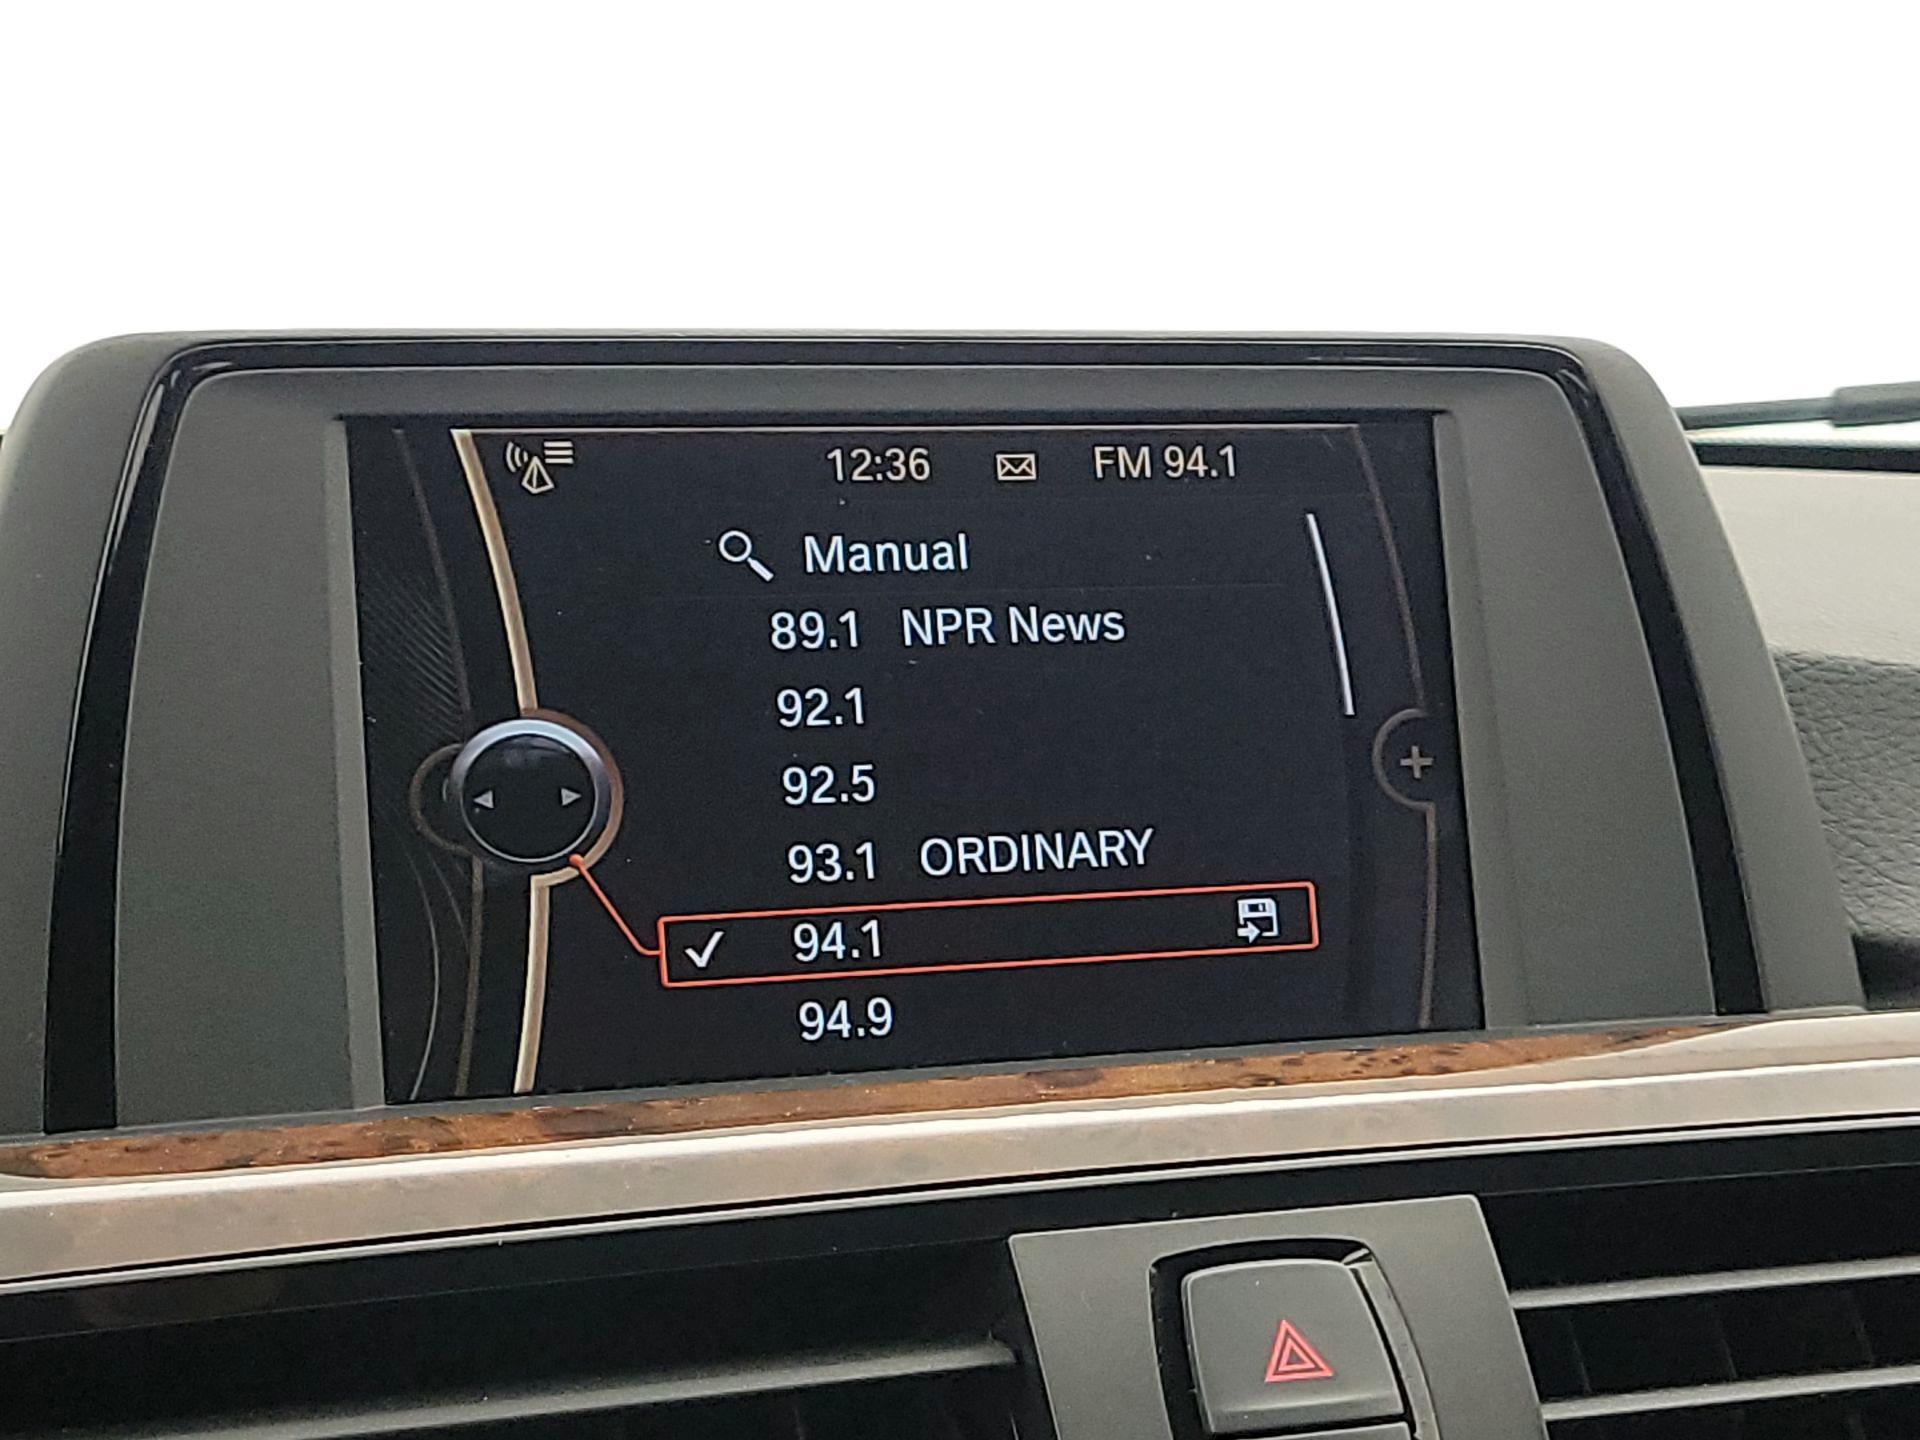 12:36 FM 94.1
Manual
89.1 NPR News
92.1
92.5
93.1 ORDINARY
94.1
94.9